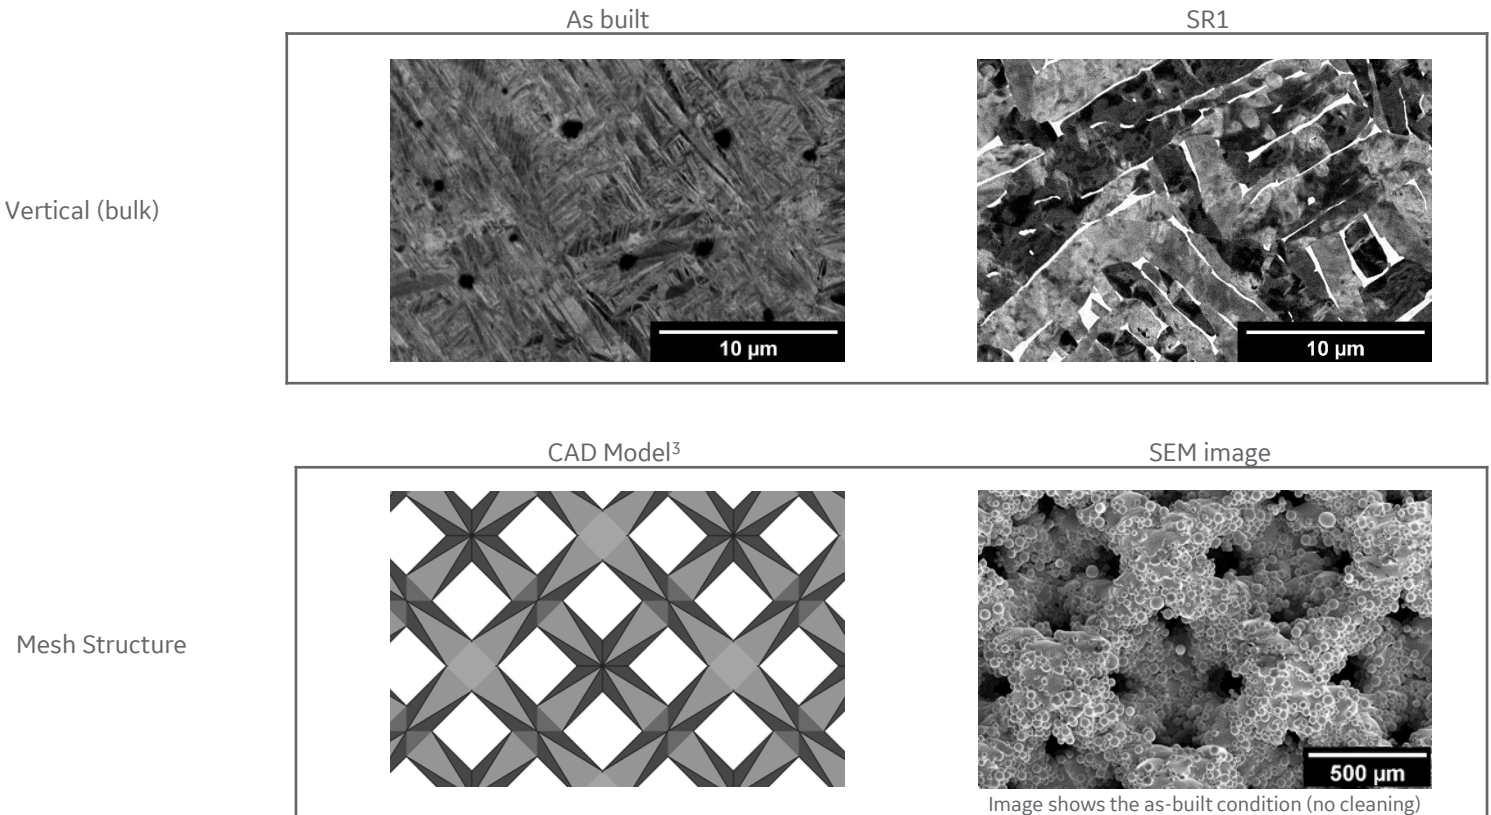 As built
SR1
Vertical (bulk)
10 µm
10 µm
CAD Model³
SEM image
Mesh Structure
500 µm
Image shows the as-built condition (no cleaning)